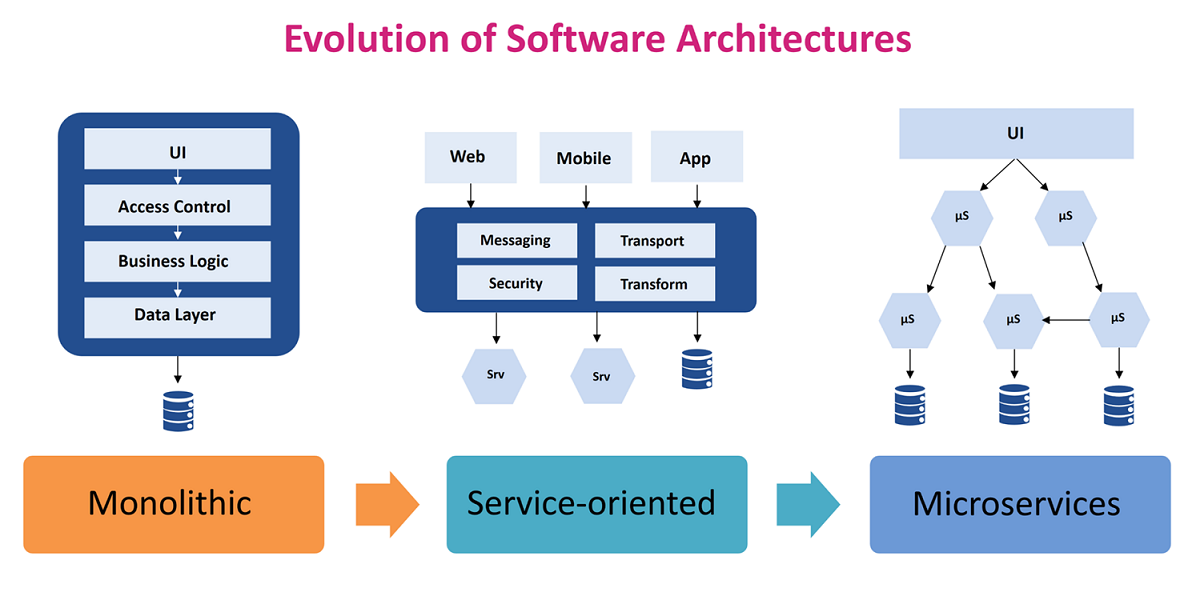 Evolution of Software Architectures
UI
Access Control
Business Logic
Data Layer
Web
Mobile
App
Messaging
Transport
Security
Transform
Srv
Srv
UI
µS
µS
µS
µS
µS
Monolithic
Service-oriented
Microservices